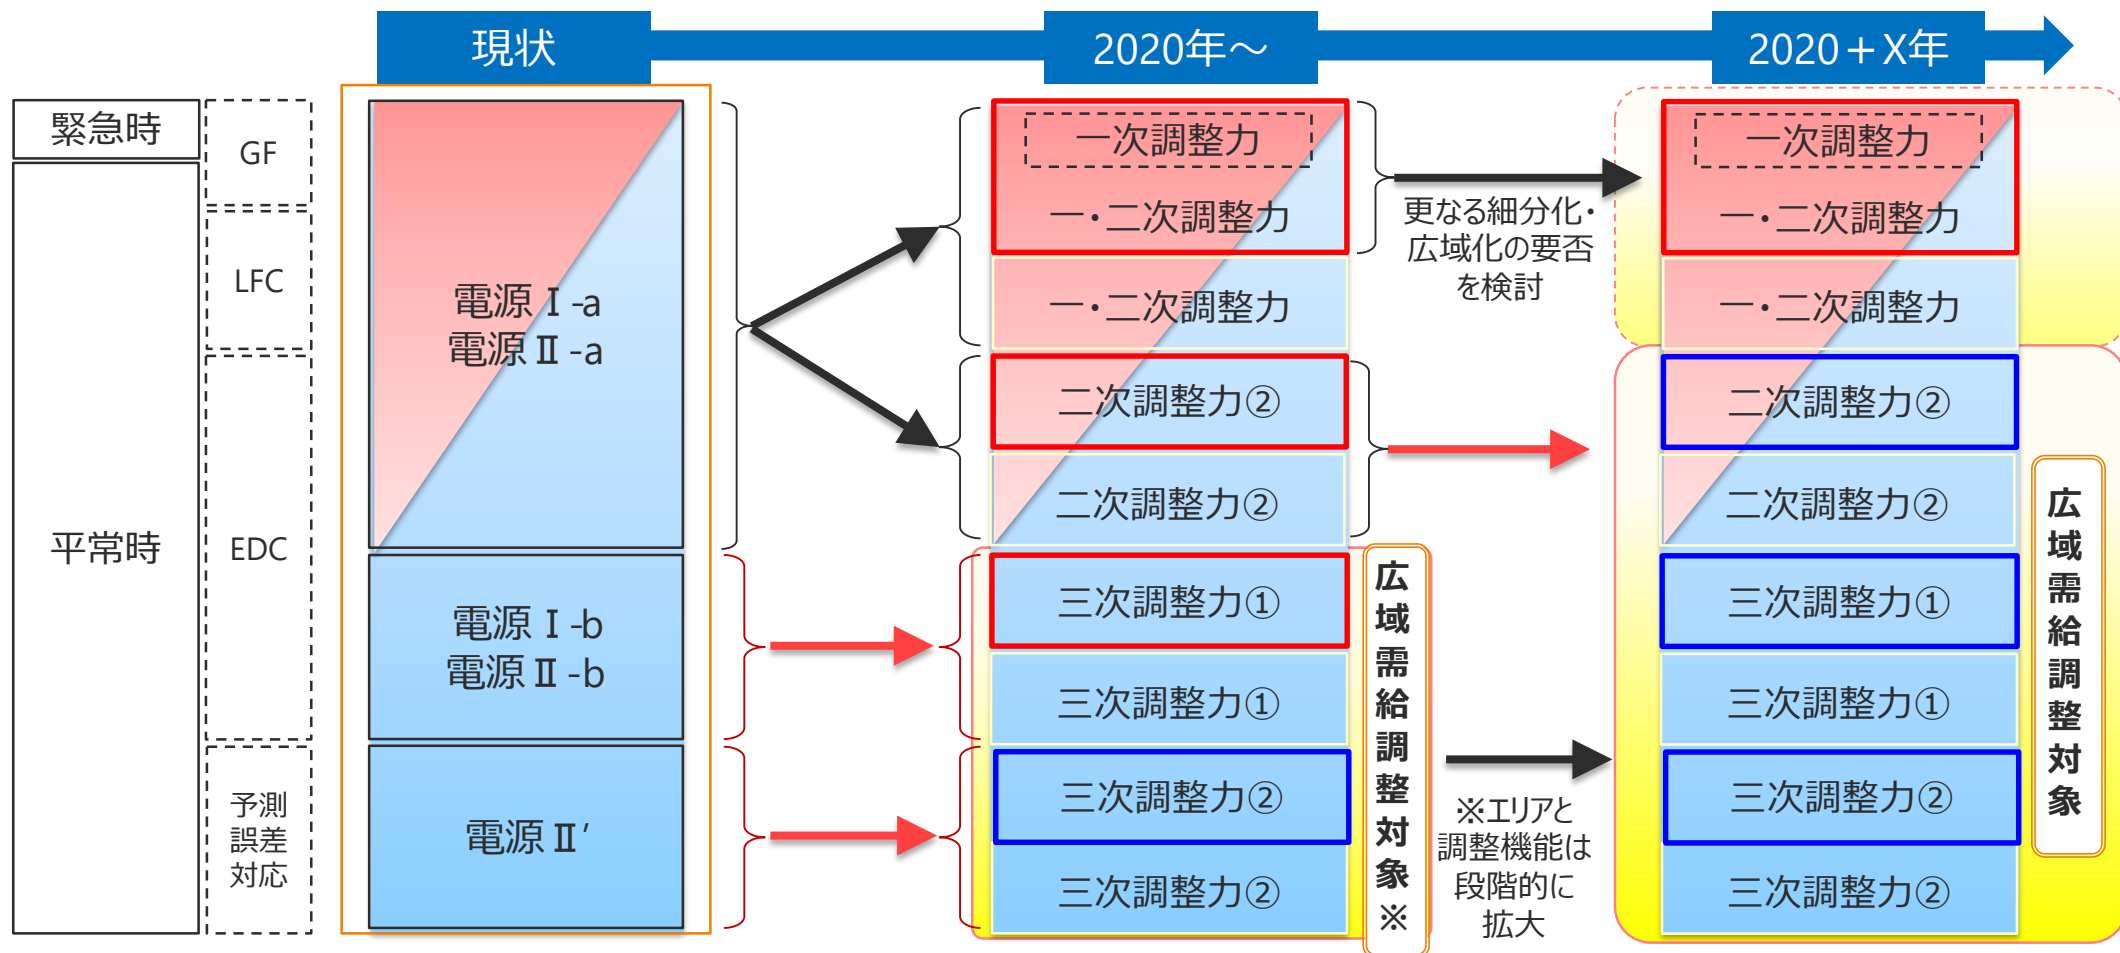 現状
2020年～
2020＋X年
緊急時
平常時
GF
LFC
EDC
予測
誤差
対応
電源Ⅰ-a
電源Ⅱ-a
電源Ⅰ-b
電源Ⅱ-b
電源Ⅱ′
一次調整力
一・二次調整力
一・二次調整力
二次調整力②
二次調整力②
三次調整力①
三次調整力①
三次調整力②
三次調整力②
広域需給調整対象※
更なる細分化・
広域化の要否
を検討
※エリアと
調整機能は
段階的に
拡大
一次調整力
一・二次調整力
一・二次調整力
二次調整力②
二次調整力②
三次調整力①
三次調整力①
三次調整力②
三次調整力②
広域需給調整対象